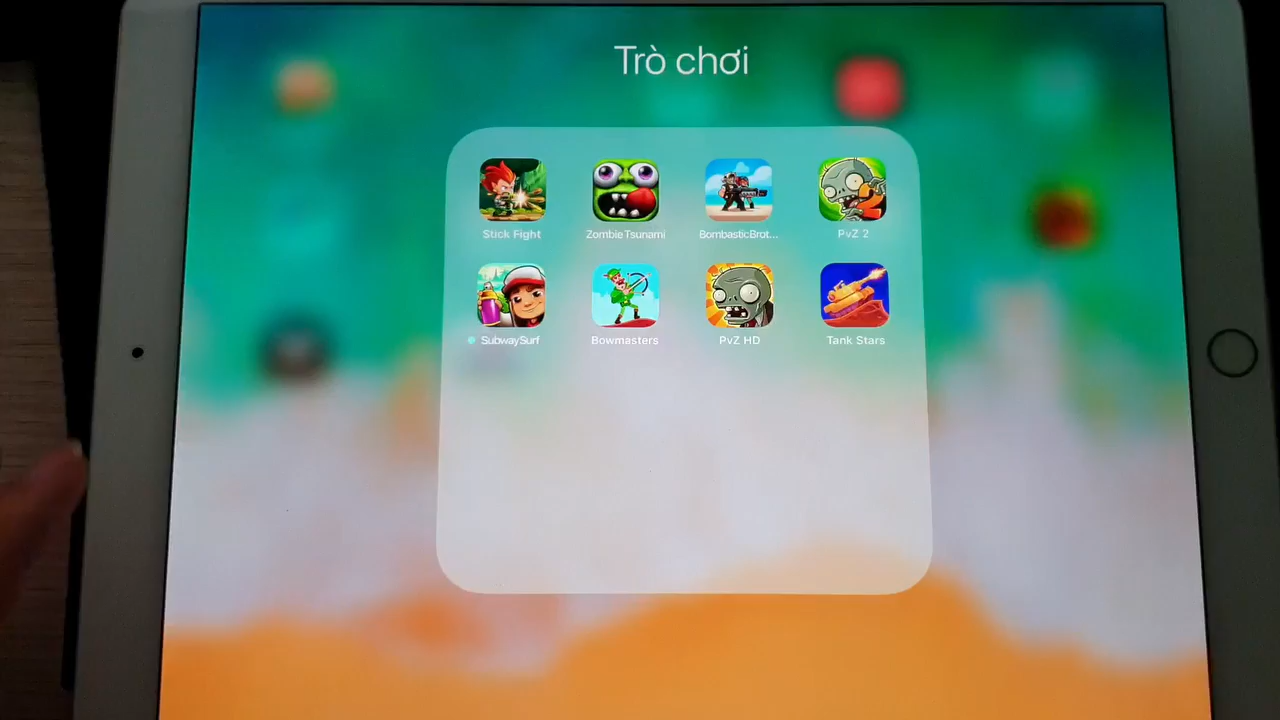 Trò chơi
Stick Fight
Zombie Tsunami
BombasticBrot...
PvZ 2
SubwaySurf
Bowmasters
PvZ HD
Tank Stars